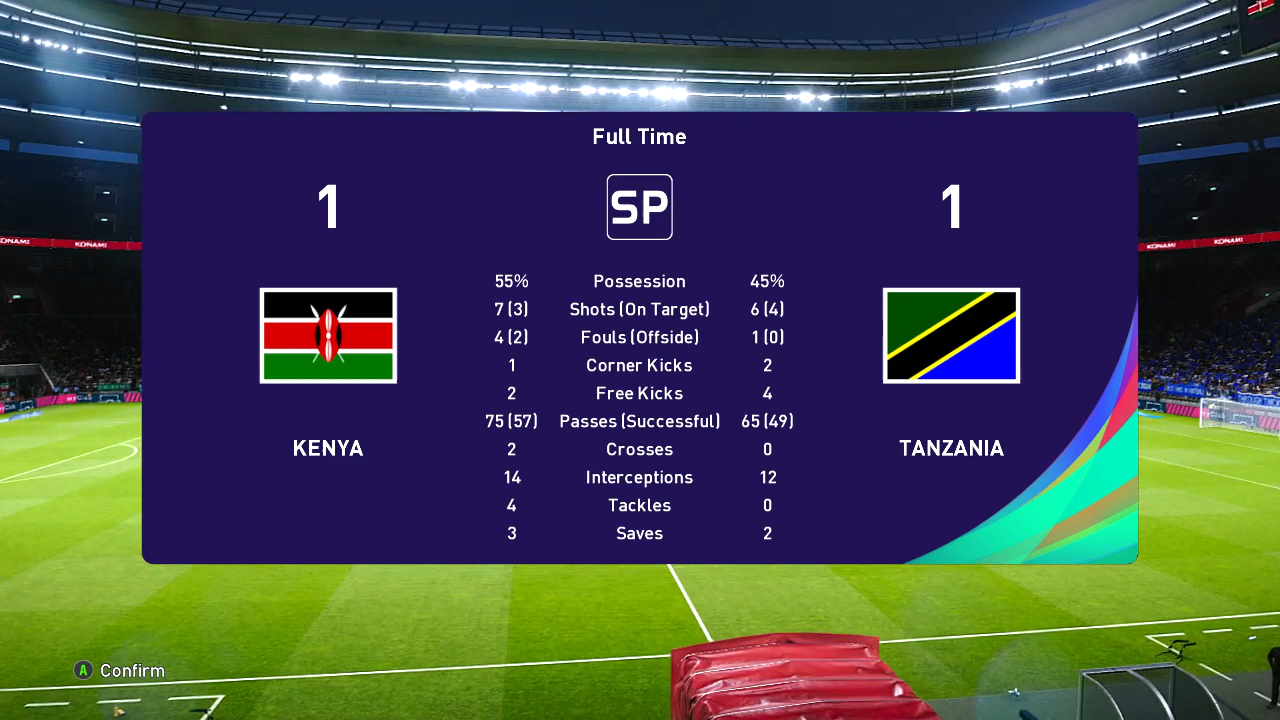 Full Time
1 SP 1
55% Possession 45%
7 (3) Shots (On Target) 6 (4)
4 (2) Fouls (Offside) 1 (0)
1 Corner Kicks 2
2 Free Kicks 4
75 (57) Passes (Successful) 65 (49)
2 Crosses 0
14 Interceptions 12
4 Tackles 0
3 Saves 2
KENYA
TANZANIA
KONAMI
KONAMI
KONAMI
KONAMI
A Confirm